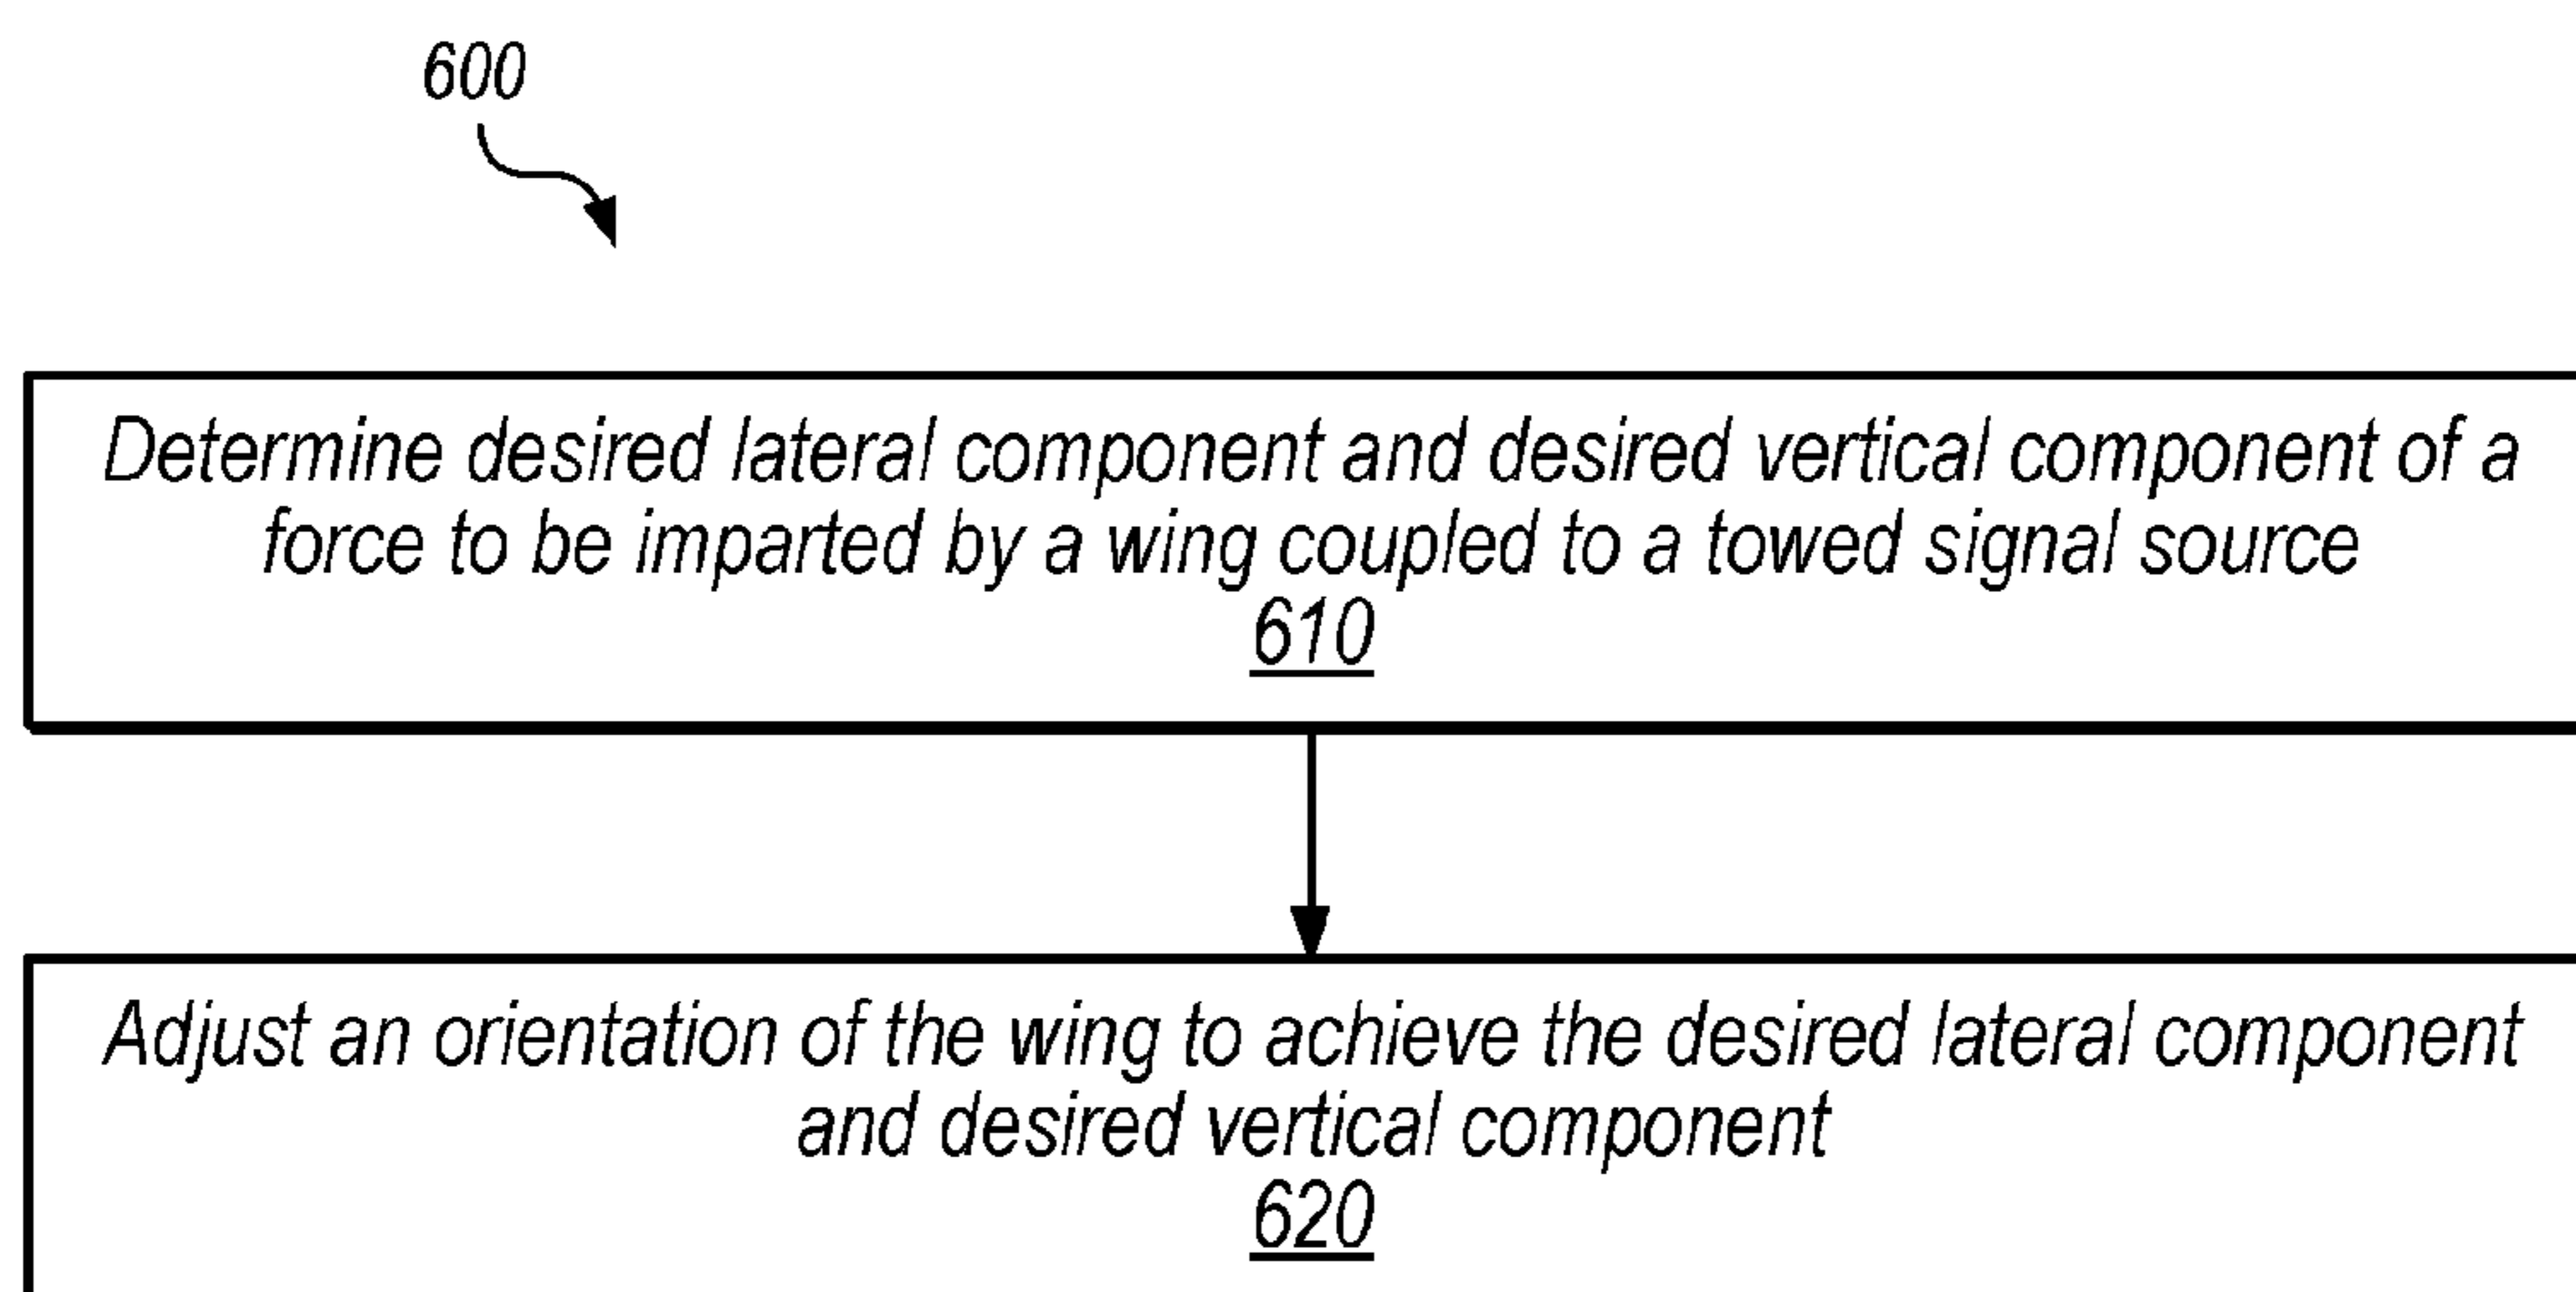 600
Determine desired lateral component and desired vertical component of a
force to be imparted by a wing coupled to a towed signal source
610
Adjust an orientation of the wing to achieve the desired lateral component
and desired vertical component
620